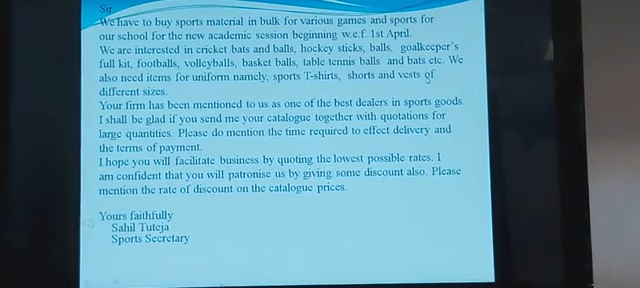 Sir
We have to buy sports material in bulk for various games and sports for
our school for the new academic session beginning w.e.f. 1st April.
We are interested in cricket bats and balls, hockey sticks, balls, goalkeeper's
full kit, footballs, volleyballs, basket balls, table tennis balls and bats etc. We
also need items for uniform namely, sports T-shirts, shorts and vests of
different sizes.
Your firm has been mentioned to us as one of the best dealers in sports goods.
I shall be glad if you send me your catalogue together with quotations for
large quantities. Please do mention the time required to effect delivery and
the terms of payment.
I hope you will facilitate business by quoting the lowest possible rates. I
am confident that you will patronise us by giving some discount also. Please
mention the rate of discount on the catalogue prices.
Yours faithfully
Sahil Tuteja
Sports Secretary